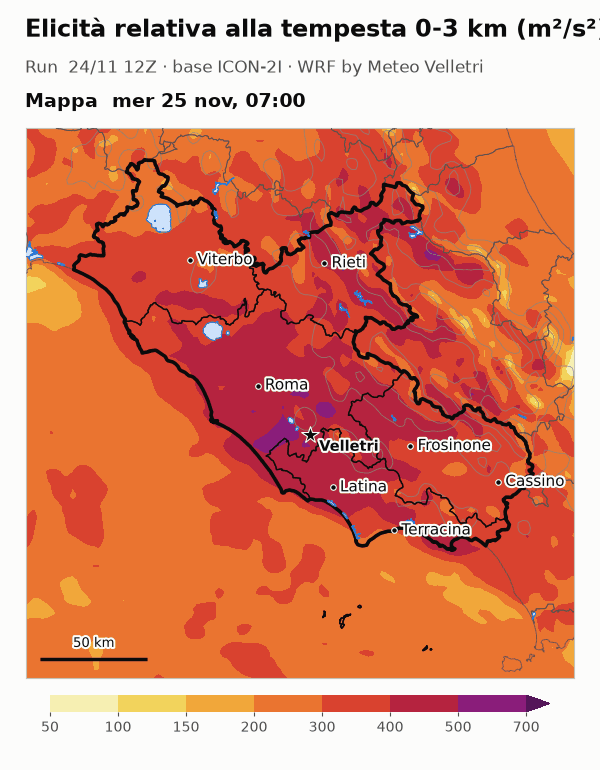 Elicità relativa alla tempesta 0-3 km (m²/s²)
Run 24/11 12Z · base ICON-2I · WRF by Meteo Velletri
Mappa mer 25 nov, 07:00
Viterbo
Rieti
Roma
Velletri
Frosinone
Latina
Cassino
Terracina
50 km
50 100 150 200 300 400 500 700